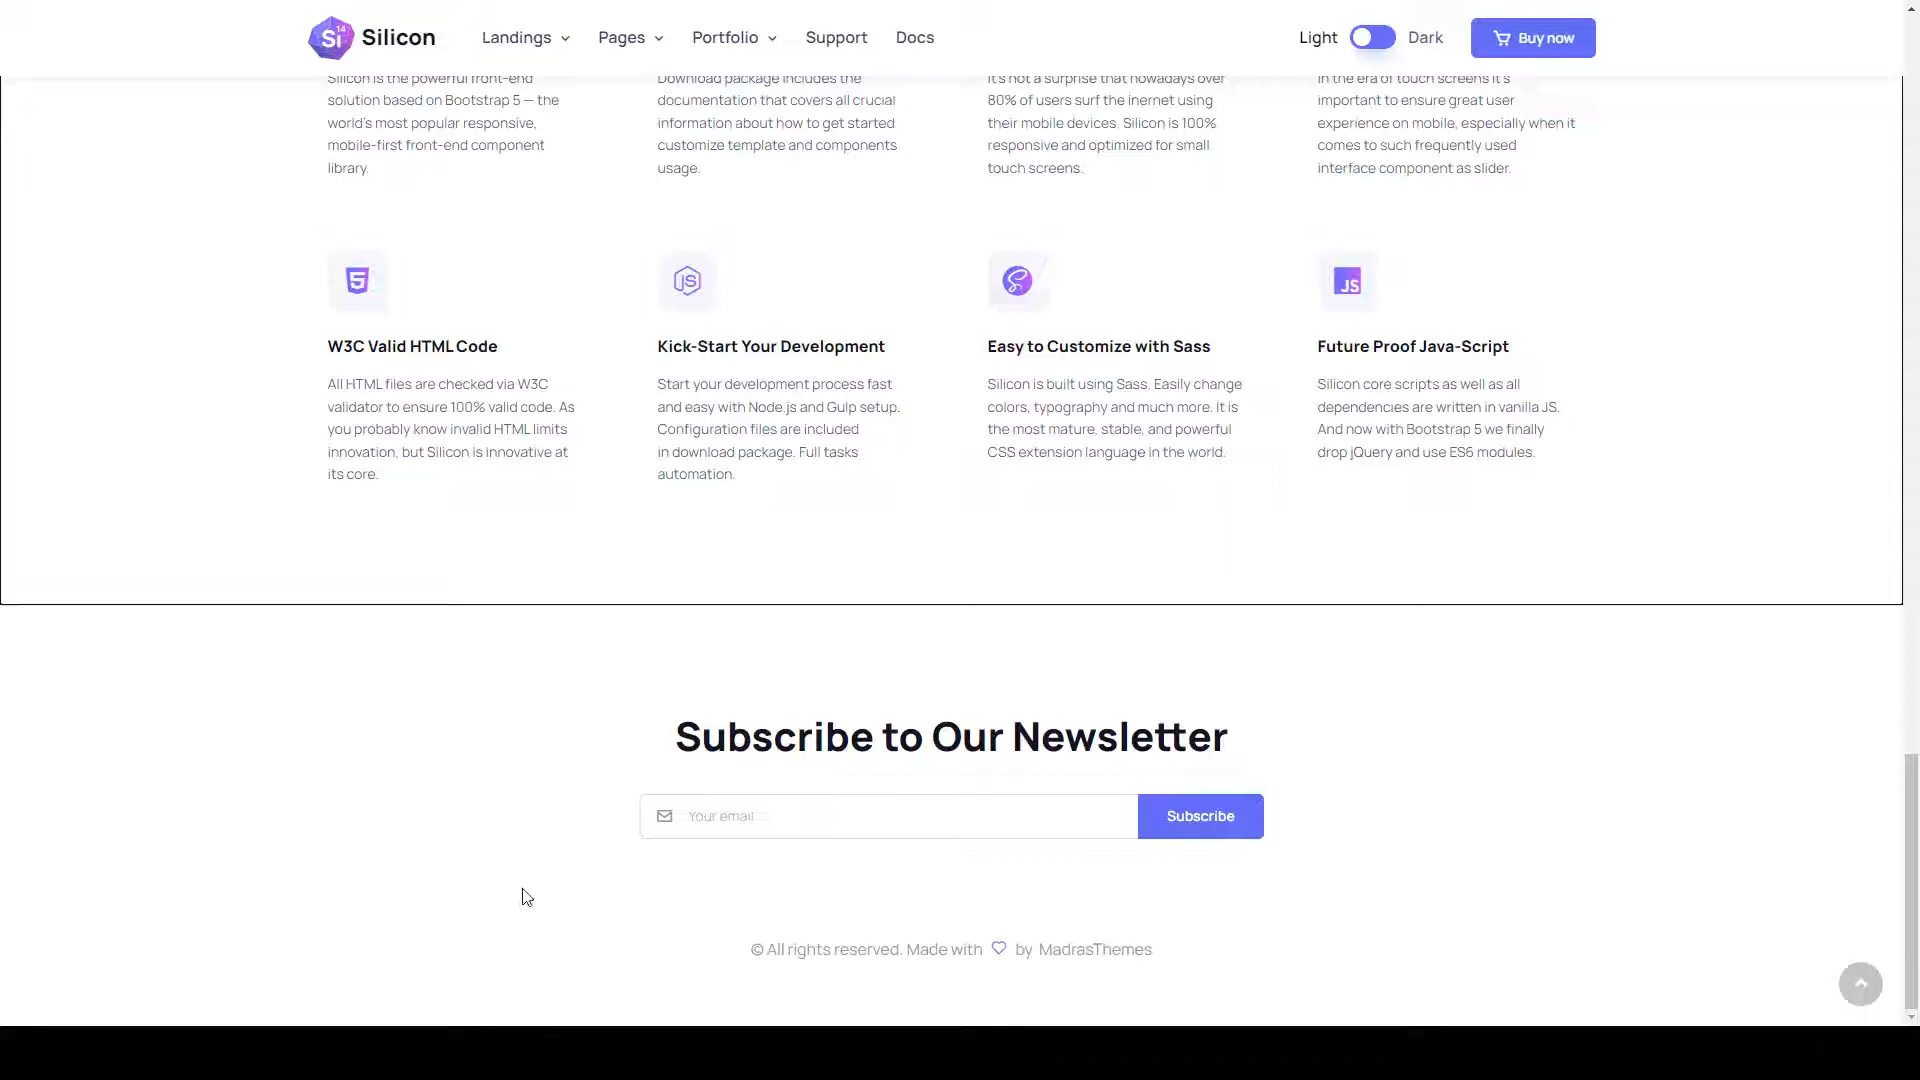 Si 14 Silicon Landings Pages Portfolio Support Docs Light Dark Buy now
Silicon is the powerful front-end
solution based on Bootstrap 5 — the
world's most popular responsive,
mobile-first front-end component
library.
Download package includes the
documentation that covers all crucial
information about how to get started
customize template and components
usage.
It's not a surprise that nowadays over
80% of users surf the inernet using
their mobile devices. Silicon is 100%
responsive and optimized for small
touch screens.
In the era of touch screens it's
important to ensure great user
experience on mobile, especially when it
comes to such frequently used
interface component as slider.
5
JS
JS
W3C Valid HTML Code
All HTML files are checked via W3C
validator to ensure 100% valid code. As
you probably know invalid HTML limits
innovation, but Silicon is innovative at
its core.
Kick-Start Your Development
Start your development process fast
and easy with Node.js and Gulp setup.
Configuration files are included
in download package. Full tasks
automation.
Easy to Customize with Sass
Silicon is built using Sass. Easily change
colors, typography and much more. It is
the most mature, stable, and powerful
CSS extension language in the world.
Future Proof Java-Script
Silicon core scripts as well as all
dependencies are written in vanilla JS.
And now with Bootstrap 5 we finally
drop jQuery and use ES6 modules.
Subscribe to Our Newsletter
Your email Subscribe
© All rights reserved. Made with by MadrasThemes